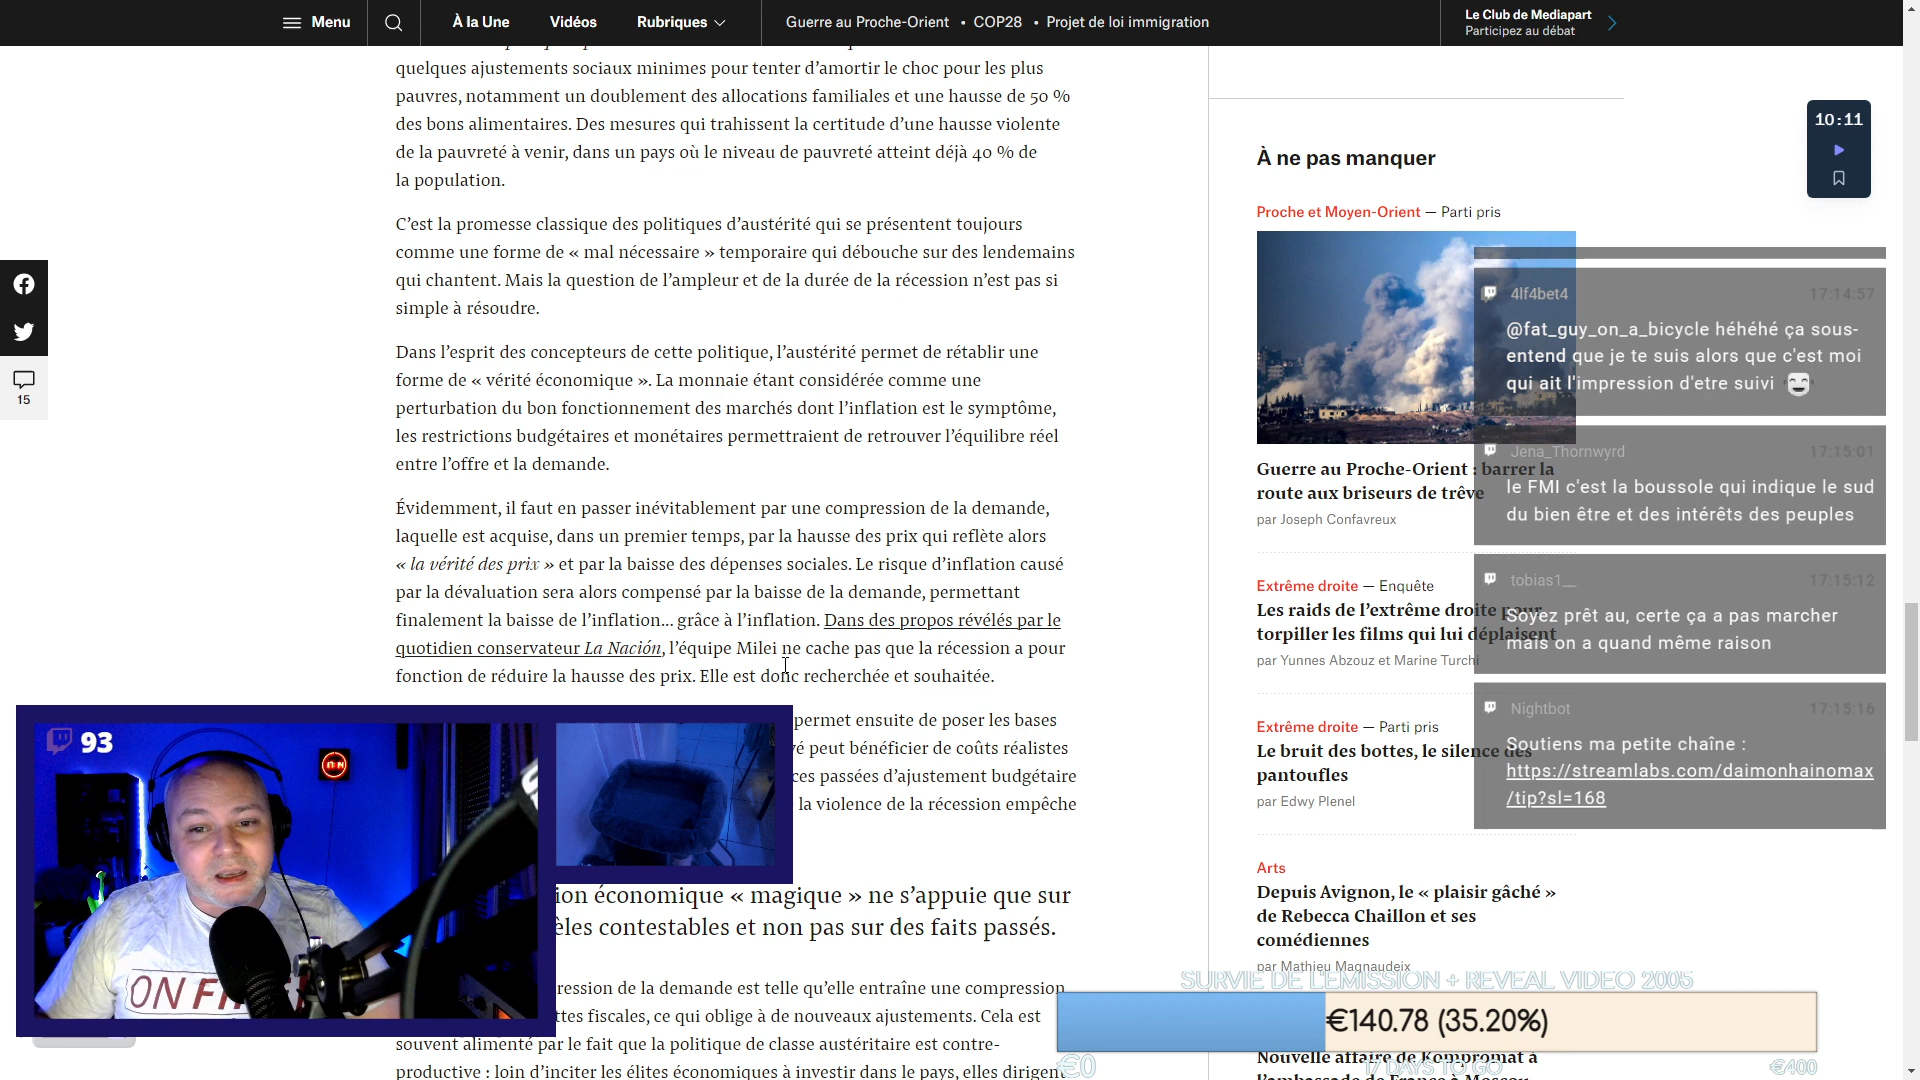 Menu
À la Une
Vidéos
Rubriques
Guerre au Proche-Orient • COP28 • Projet de loi immigration
Le Club de Mediapart
Participez au débat
quelques ajustements sociaux minimes pour tenter d’amortir le choc pour les plus
pauvres, notamment un doublement des allocations familiales et une hausse de 50 %
des bons alimentaires. Des mesures qui trahissent la certitude d’une hausse violente
de la pauvreté à venir, dans un pays où le niveau de pauvreté atteint déjà 40 % de
la population.
C’est la promesse classique des politiques d’austérité qui se présentent toujours
comme une forme de « mal nécessaire » temporaire qui débouche sur des lendemains
qui chantent. Mais la question de l’ampleur et de la durée de la récession n’est pas si
simple à résoudre.
Dans l’esprit des concepteurs de cette politique, l’austérité permet de rétablir une
forme de « vérité économique ». La monnaie étant considérée comme une
perturbation du bon fonctionnement des marchés dont l’inflation est le symptôme,
les restrictions budgétaires et monétaires permettraient de retrouver l’équilibre réel
entre l’offre et la demande.
Évidemment, il faut en passer inévitablement par une compression de la demande,
laquelle est acquise, dans un premier temps, par la hausse des prix qui reflète alors
« la vérité des prix » et par la baisse des dépenses sociales. Le risque d’inflation causé
par la dévaluation sera alors compensé par la baisse de la demande, permettant
finalement la baisse de l’inflation... grâce à l’inflation. Dans des propos révélés par le
quotidien conservateur La Nación, l’équipe Milei ne cache pas que la récession a pour
fonction de réduire la hausse des prix. Elle est donc recherchée et souhaitée.
permet ensuite de poser les bases
vé peut bénéficier de coûts réalistes
ces passées d’ajustement budgétaire
la violence de la récession empêche
ion économique « magique » ne s’appuie que sur
èles contestables et non pas sur des faits passés.
ression de la demande est telle qu’elle entraîne une compression
ttes fiscales, ce qui oblige à de nouveaux ajustements. Cela est
souvent alimenté par le fait que la politique de classe austéritaire est contre-
productive : loin d’inciter les élites économiques à investir dans le pays, elles dirigent
15
93
ON FI
À ne pas manquer
10:11
Proche et Moyen-Orient — Parti pris
Guerre au Proche-Orient : barrer la
route aux briseurs de trêve
par Joseph Confavreux
Extrême droite — Enquête
Les raids de l’extrême droite pour
torpiller les films qui lui déplaisent
par Yunnes Abzouz et Marine Turchi
Extrême droite — Parti pris
Le bruit des bottes, le silence des
pantoufles
par Edwy Plenel
Arts
Depuis Avignon, le « plaisir gâché »
de Rebecca Chaillon et ses
comédiennes
par Mathieu Magnaudeix
Nouvelle affaire de Kompromat à
l’ambassade de France à Moscou
4lf4bet4 17:14:57
@fat_guy_on_a_bicycle héhéhé ça sous-
entend que je te suis alors que c'est moi
qui ait l'impression d'etre suivi
Jena_Thornwyrd 17:15:01
le FMI c'est la boussole qui indique le sud
du bien être et des intérêts des peuples
tobias1__ 17:15:12
Soyez prêt au, certe ça a pas marcher
mais on a quand même raison
Nightbot 17:15:16
Soutiens ma petite chaîne :
https://streamlabs.com/daimonhainomax
/tip?sl=168
SURVIE DE L'EMISSION + REVEAL VIDEO 2005
€140.78 (35.20%)
€0
17 DAYS TO GO
€400